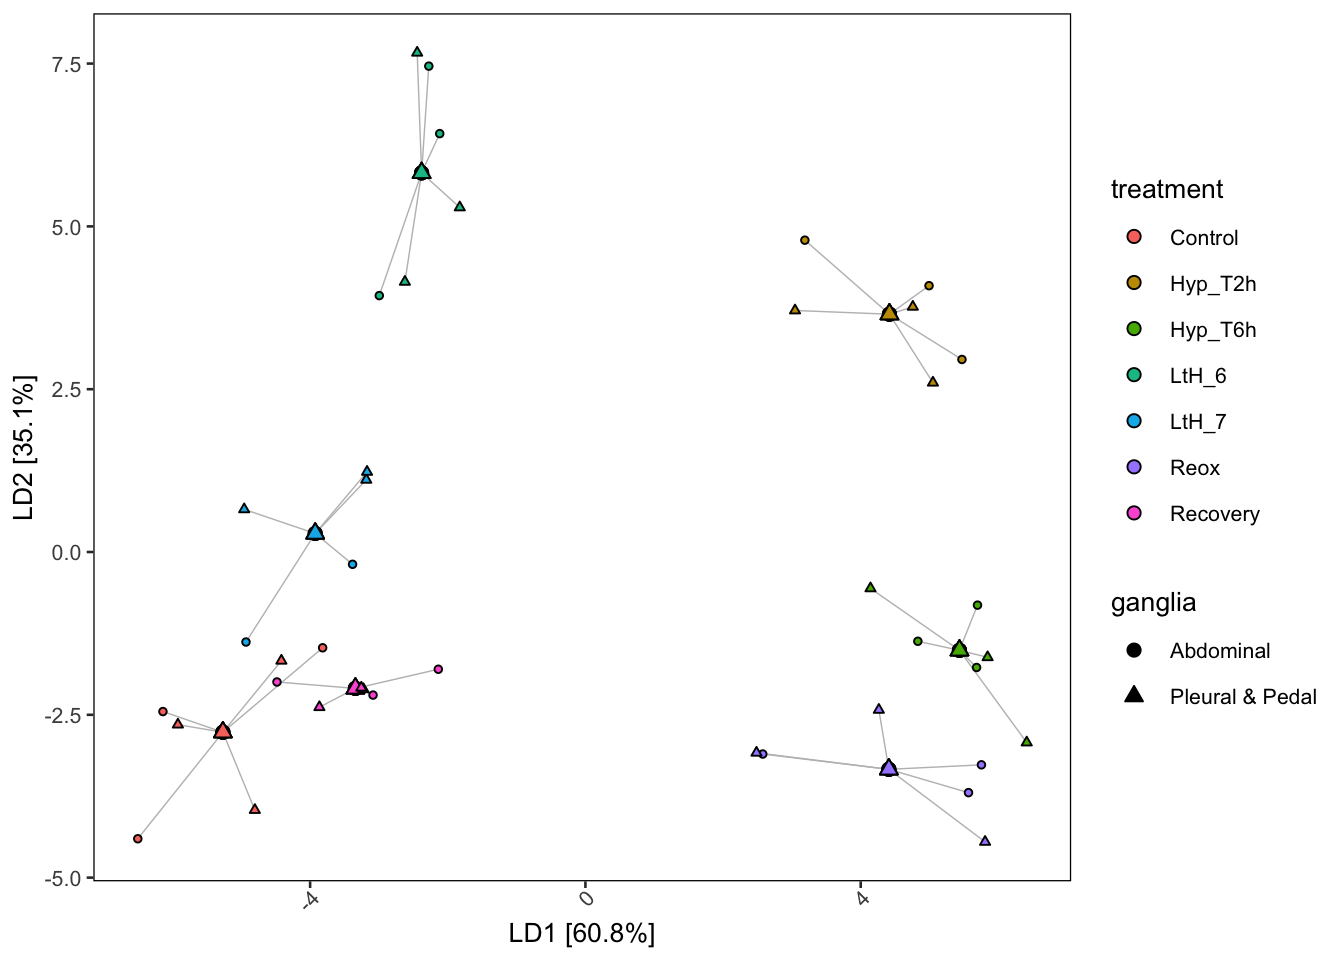 7.5
5.0
2.5
0.0
-2.5
-5.0
LD2 [35.1%]
-4
0
4
LD1 [60.8%]
treatment
Control
Hyp_T2h
Hyp_T6h
LtH_6
LtH_7
Reox
Recovery
ganglia
Abdominal
Pleural & Pedal